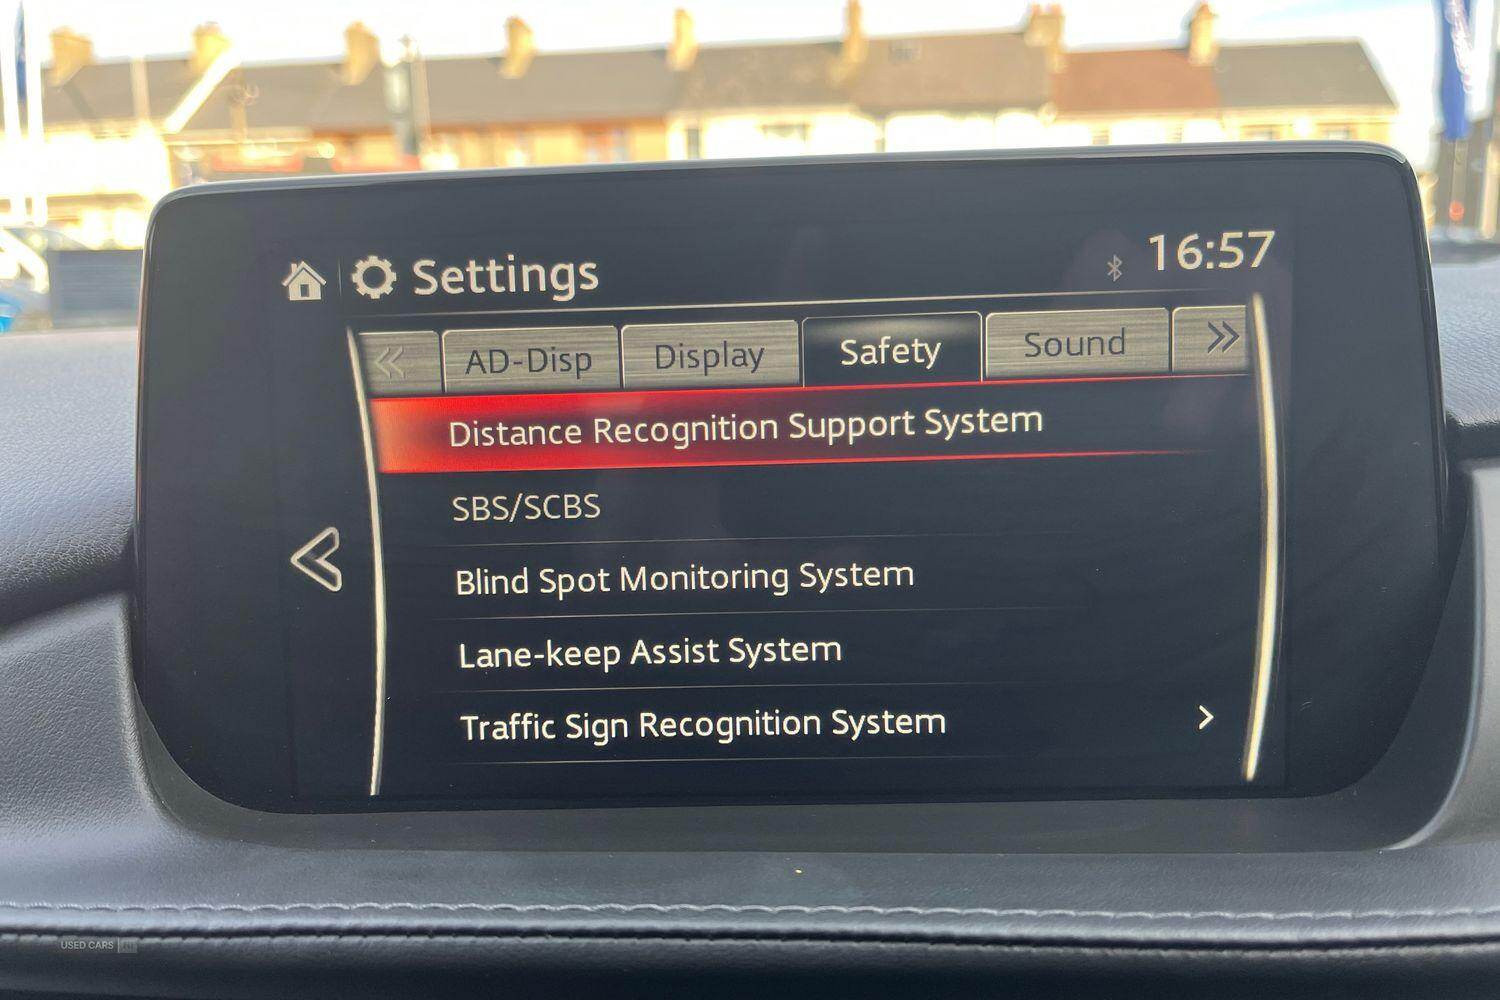 Settings
16:57
AD-Disp
Display
Safety
Sound
Distance Recognition Support System
SBS/SCBS
Blind Spot Monitoring System
Lane-keep Assist System
Traffic Sign Recognition System
USED CARS